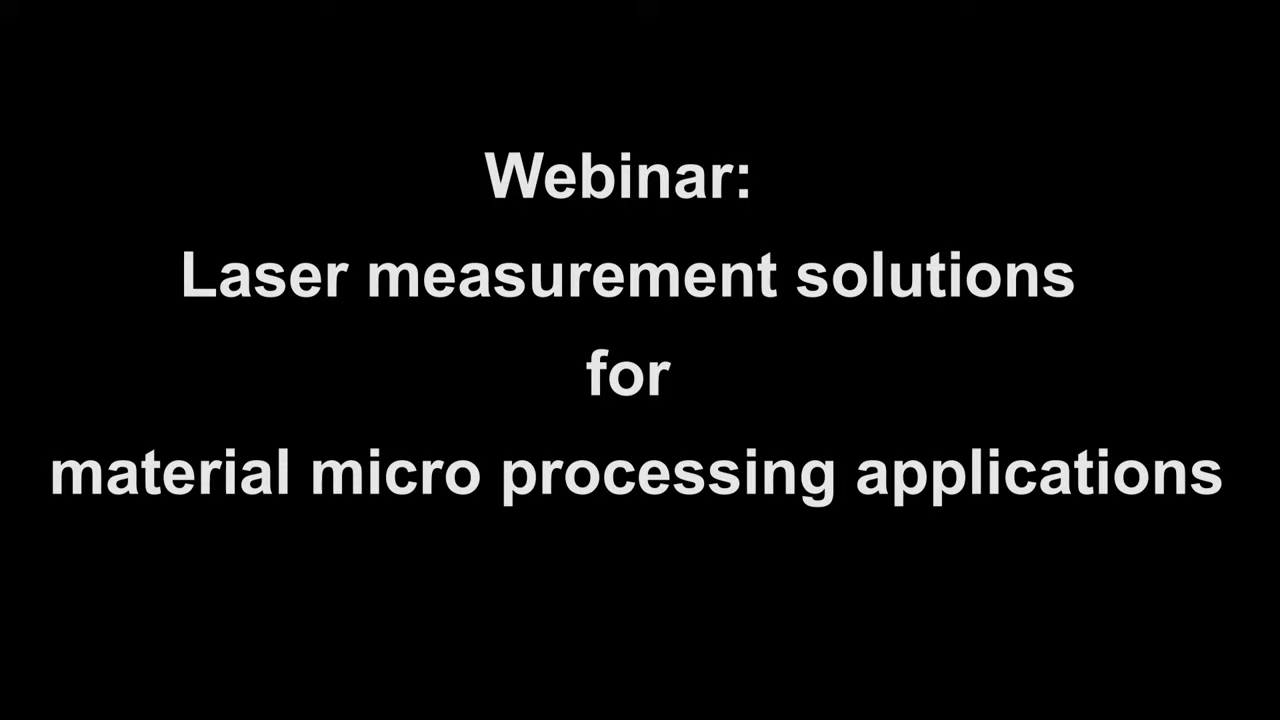 Webinar:
Laser measurement solutions
for
material micro processing applications